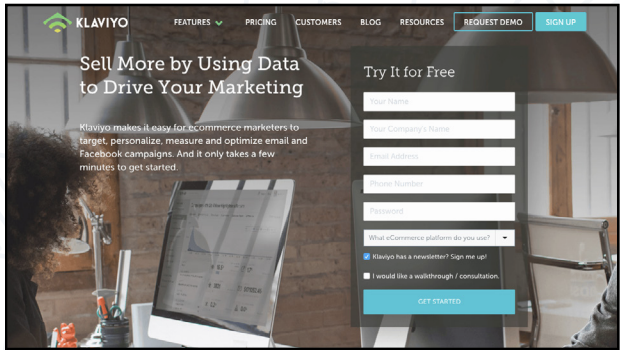 KLAVIYO FEATURES PRICING CUSTOMERS BLOG RESOURCES REQUEST DEMO SIGN UP
Sell More by Using Data
to Drive Your Marketing
Klaviyo makes it easy for ecommerce marketers to
target, personalize, measure and optimize email and
Facebook campaigns. And it only takes a few
minutes to get started.
Try It for Free
Your Name
Your Company's Name
Email Address
Phone Number
Password
What eCommerce platform do you use?
Klaviyo has a newsletter? Sign me up!
I would like a walkthrough / consultation.
GET STARTED